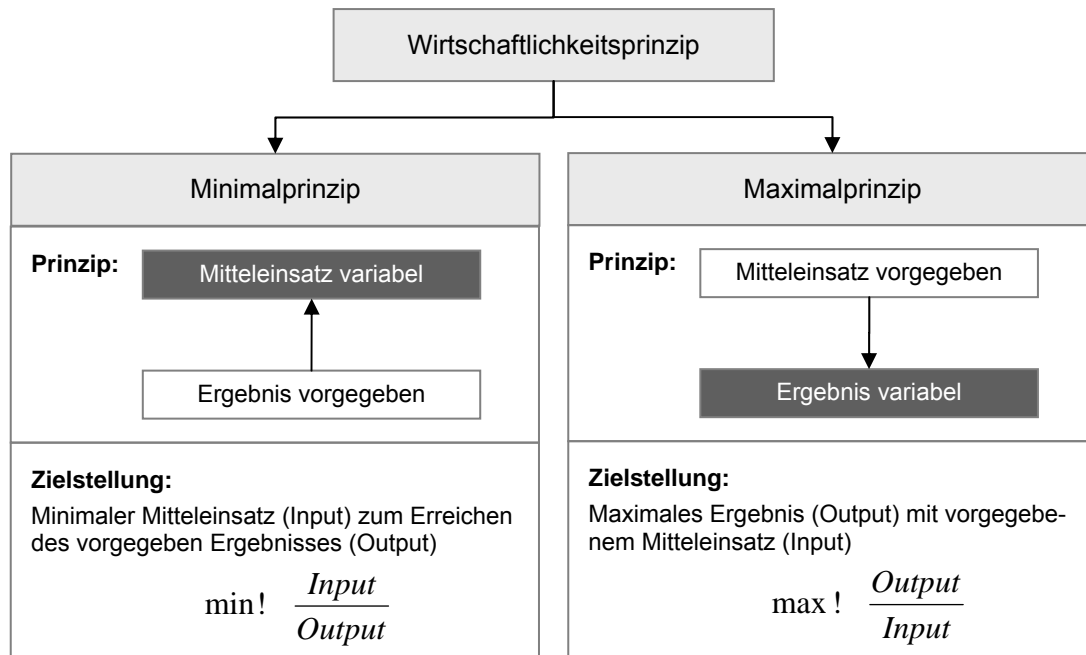 Wirtschaftlichkeitsprinzip
Minimalprinzip
Prinzip:
Mitteleinsatz variabel
Ergebnis vorgegeben
Zielstellung:
Minimaler Mitteleinsatz (Input) zum Erreichen
des vorgegeben Ergebnisses (Output)
min! Input
Output
Maximalprinzip
Prinzip:
Mitteleinsatz vorgegeben
Ergebnis variabel
Zielstellung:
Maximales Ergebnis (Output) mit vorgegebe-
nem Mitteleinsatz (Input)
max ! Output
Input